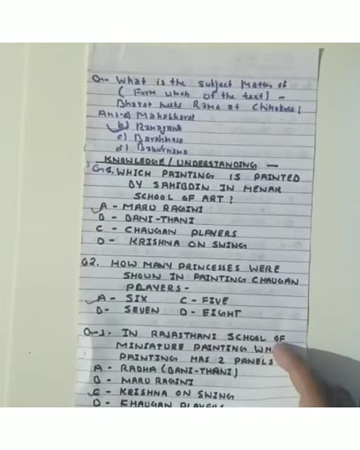 Q- What is the subject matter of
( Form which of the text) -
Bharat meets Rama at Chitrakut!
Ans- a) Mahabharat
b) Ramayana
c)
d) Baburnama
KNOWLEDGE / UNDERSTANDING —
Q1. WHICH PAINTING IS PAINTED
BY SAHIBDIN IN MEWAR
SCHOOL OF ART?
A - MARU RAGINI
B - BANI-THANI
C - CHAUGAN PLAYERS
D - KRISHNA ON SWING
Q2. HOW MANY PRINCESSES WERE
SHOWN IN PAINTING CHAUGAN
PLAYERS -
A - SIX C - FIVE
B - SEVEN D - EIGHT
Q-3. IN RAJASTHANI SCHOOL OF
MINIATURE PAINTING WH
PAINTING HAS 2 PANELS
A - RADHA (BANI-THANI)
B - MARU RAGINI
C - KRISHNA ON SWING
D - CHAUGAN PLAYERS